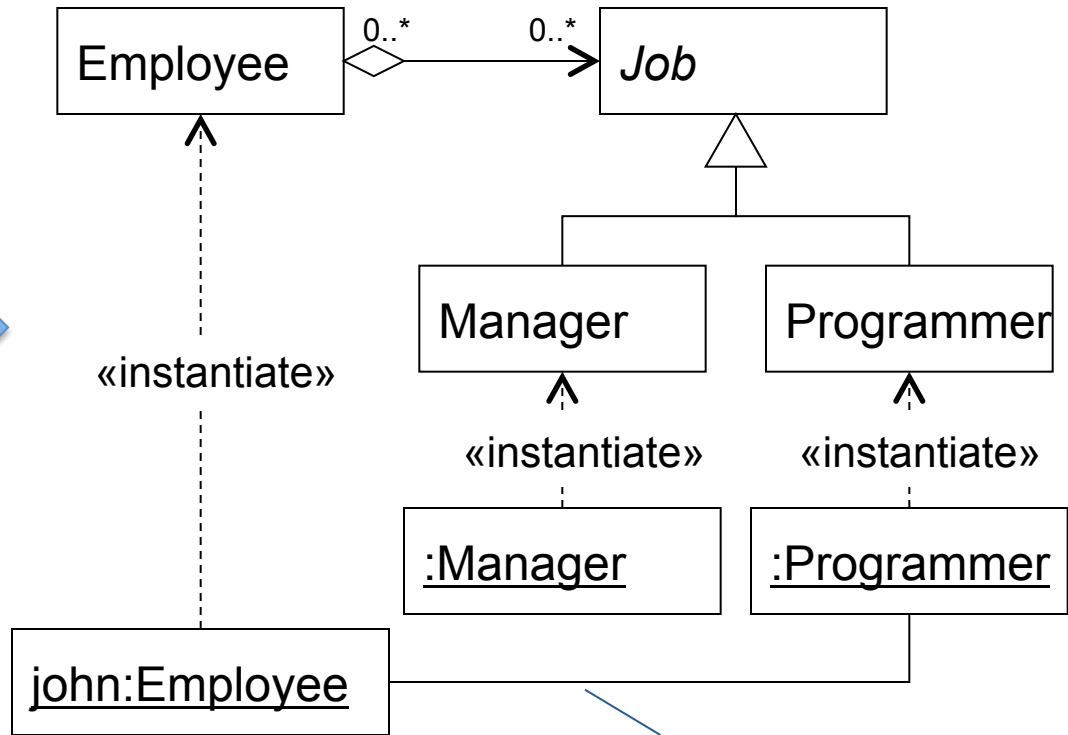 0..* 0..*
Employee Job
Manager Programmer
«instantiate»
«instantiate» «instantiate»
:Manager :Programmer
john:Employee